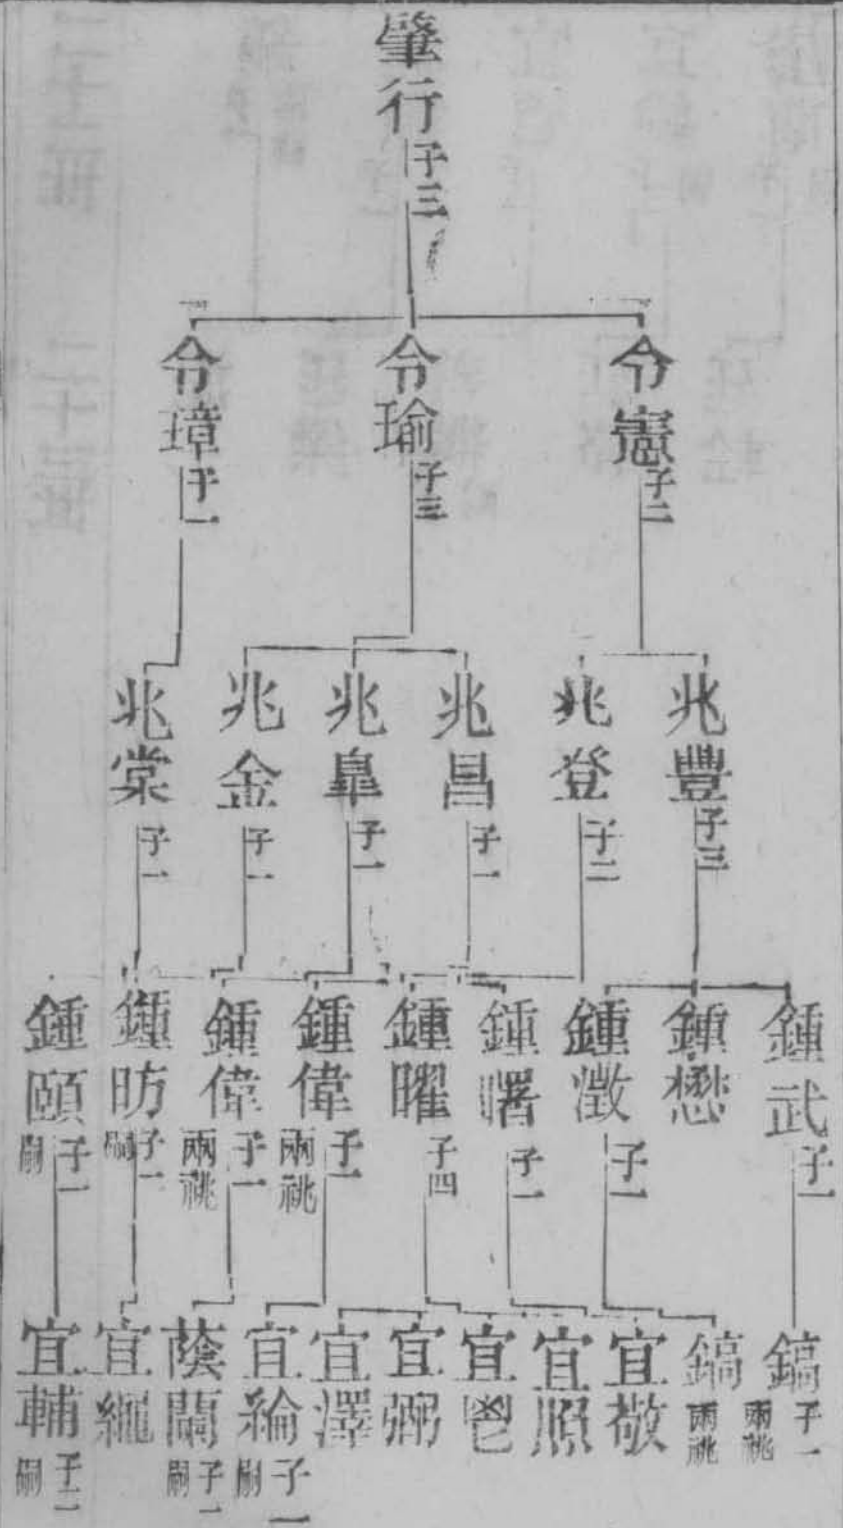 肇行 子三
令憲 子二
令瑜 子三
令璋 子一
兆豐 子三
兆登 子二
兆昌 子一
兆皐 子一
兆金 子一
兆棠 子一
鍾武 子一
鍾懋
鍾激 子一
鍾曙 子一
鍾曜 子四
鍾偉 子一 兩祧
鍾偉 子一 兩祧
鍾昉 子一 嗣
鍾頤 子一 嗣
鎬 子一 兩祧
鎬 兩祧
宜敬
宜照
宜鬯
宜弼
宜澤
宜綸 子一 嗣
蔭閶 子一 嗣
宜繩
宜輔 子二 嗣